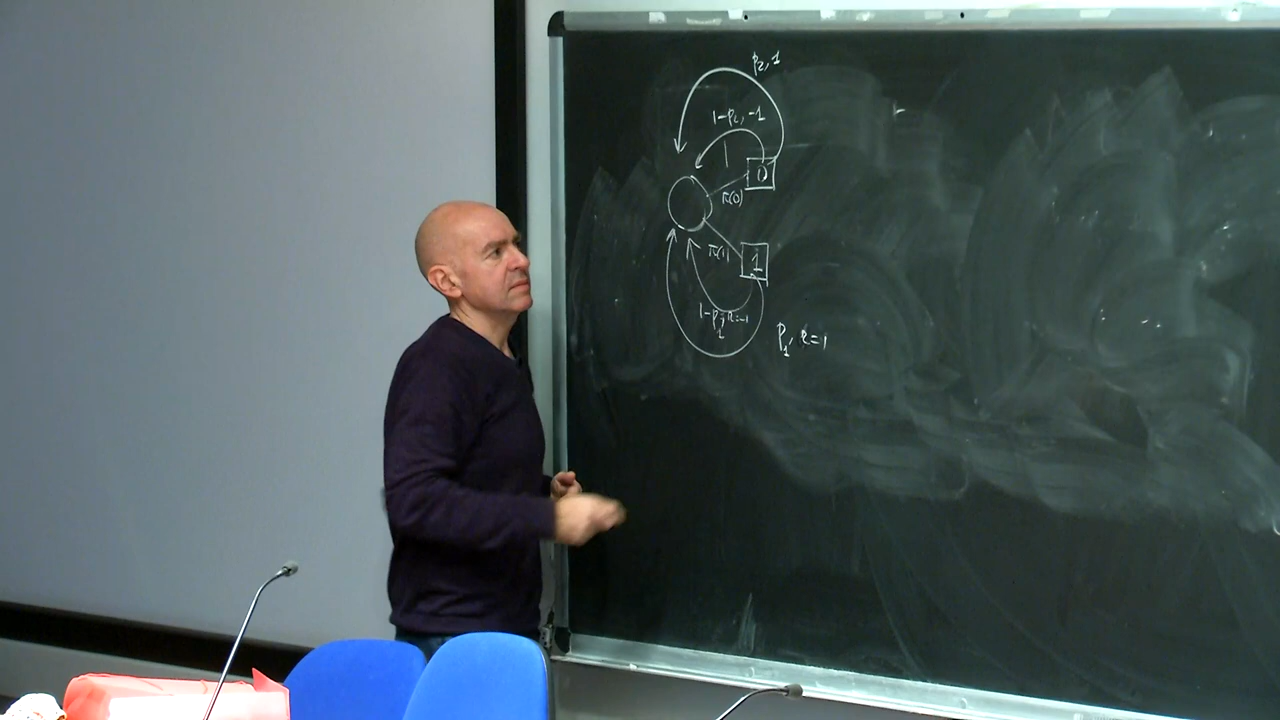 p₂, 1
1-p₂, -1
0
π(0)
π(1)
1
1-p₁, R=-1
P₁, R=1